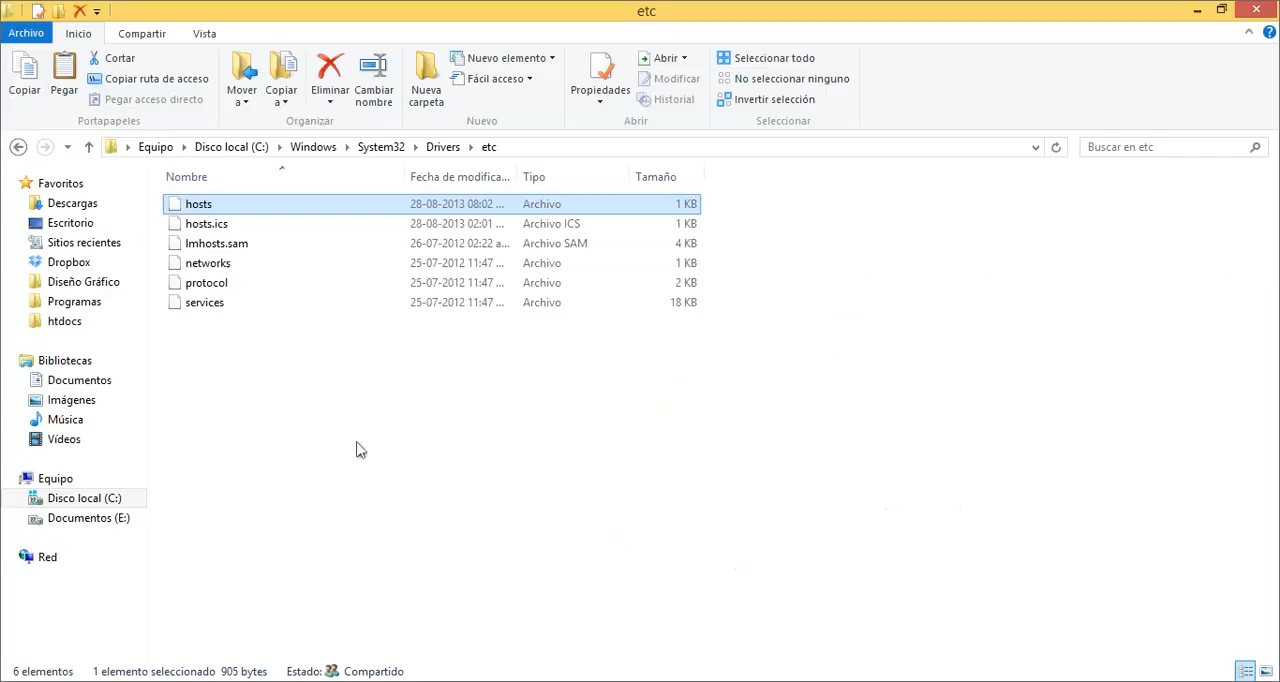 etc
Archivo Inicio Compartir Vista
Copiar
Pegar
Cortar
Copiar ruta de acceso
Pegar acceso directo
Portapapeles
Mover a
Copiar a
Eliminar
Cambiar nombre
Organizar
Nueva carpeta
Nuevo elemento
Fácil acceso
Nuevo
Propiedades
Abrir
Modificar
Historial
Abrir
Seleccionar todo
No seleccionar ninguno
Invertir selección
Seleccionar
Equipo Disco local (C:) Windows System32 Drivers etc
Buscar en etc
Favoritos
Descargas
Escritorio
Sitios recientes
Dropbox
Diseño Gráfico
Programas
htdocs
Bibliotecas
Documentos
Imágenes
Música
Vídeos
Equipo
Disco local (C:)
Documentos (E:)
Red
Nombre Fecha de modifica... Tipo Tamaño
hosts 28-08-2013 08:02 ... Archivo 1 KB
hosts.ics 28-08-2013 02:01 ... Archivo ICS 1 KB
lmhosts.sam 26-07-2012 02:22 a... Archivo SAM 4 KB
networks 25-07-2012 11:47 ... Archivo 1 KB
protocol 25-07-2012 11:47 ... Archivo 2 KB
services 25-07-2012 11:47 ... Archivo 18 KB
6 elementos 1 elemento seleccionado 905 bytes Estado: Compartido